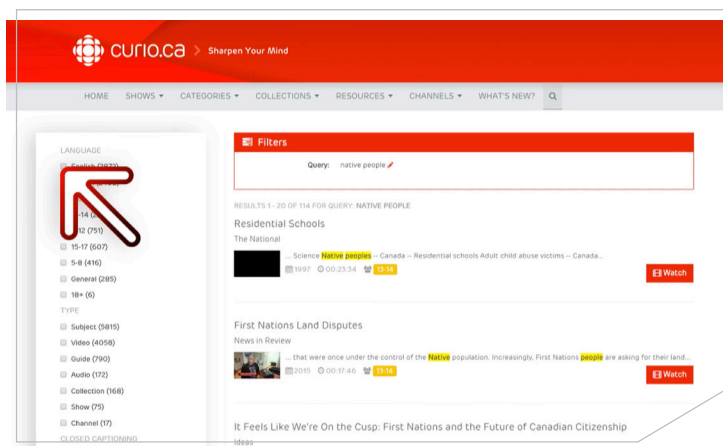 curio.ca > Sharpen Your Mind
HOME SHOWS CATEGORIES COLLECTIONS RESOURCES CHANNELS WHAT'S NEW?
LANGUAGE
English (2972)
15-17 (607)
5-8 (416)
General (285)
18+ (6)
TYPE
Subject (5815)
Video (4058)
Guide (790)
Audio (172)
Collection (168)
Show (75)
Channel (17)
CLOSED CAPTIONING
Filters
Query: native people
RESULTS 1 - 20 OF 114 FOR QUERY: NATIVE PEOPLE
Residential Schools
The National
... Science Native peoples -- Canada -- Residential schools Adult child abuse victims -- Canada...
1997 00:23:34 13-14
Watch
First Nations Land Disputes
News in Review
... that were once under the control of the Native population. Increasingly, First Nations people are asking for their land...
2015 00:17:46 13-14
Watch
It Feels Like We're On the Cusp: First Nations and the Future of Canadian Citizenship
Ideas